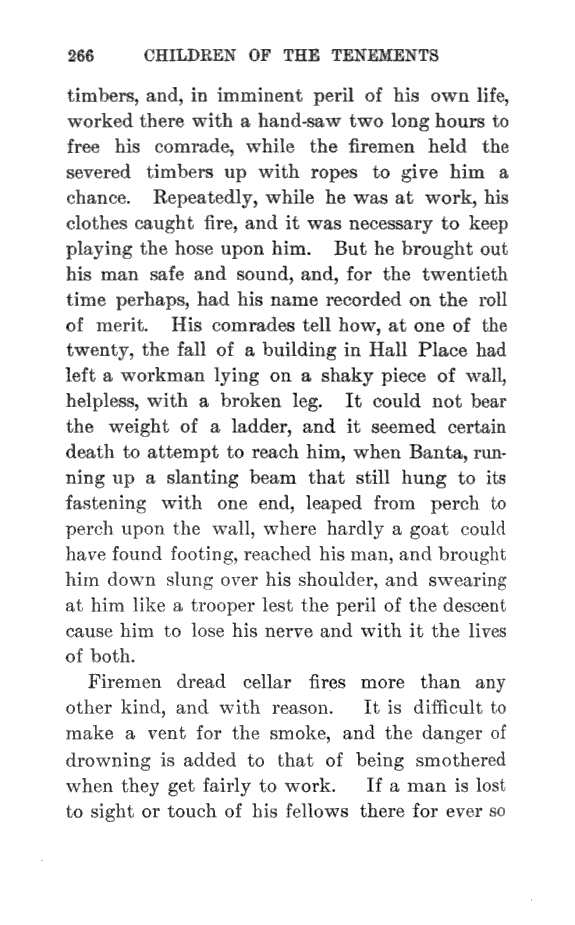 266 CHILDREN OF THE TENEMENTS
timbers, and, in imminent peril of his own life,
worked there with a hand-saw two long hours to
free his comrade, while the firemen held the
severed timbers up with ropes to give him a
chance. Repeatedly, while he was at work, his
clothes caught fire, and it was necessary to keep
playing the hose upon him. But he brought out
his man safe and sound, and, for the twentieth
time perhaps, had his name recorded on the roll
of merit. His comrades tell how, at one of the
twenty, the fall of a building in Hall Place had
left a workman lying on a shaky piece of wall,
helpless, with a broken leg. It could not bear
the weight of a ladder, and it seemed certain
death to attempt to reach him, when Banta, run-
ning up a slanting beam that still hung to its
fastening with one end, leaped from perch to
perch upon the wall, where hardly a goat could
have found footing, reached his man, and brought
him down slung over his shoulder, and swearing
at him like a trooper lest the peril of the descent
cause him to lose his nerve and with it the lives
of both.
Firemen dread cellar fires more than any
other kind, and with reason. It is difficult to
make a vent for the smoke, and the danger of
drowning is added to that of being smothered
when they get fairly to work. If a man is lost
to sight or touch of his fellows there for ever so